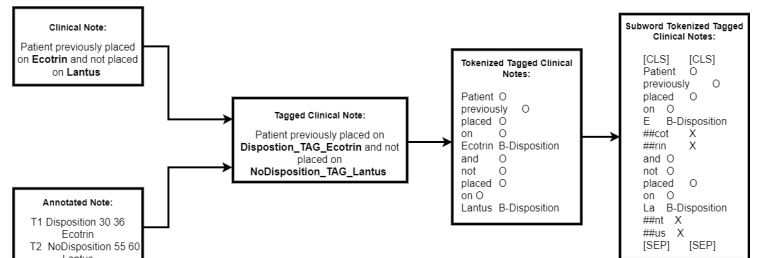 Clinical Note:
Patient previously placed
on Ecotrin and not placed
on Lantus
Annotated Note:
T1 Disposition 30 36
Ecotrin
T2 NoDisposition 55 60
Lantus
Tagged Clinical Note:
Patient previously placed on
Dispostion_TAG_Ecotrin and not
placed on
NoDisposition_TAG_Lantus
Tokenized Tagged Clinical
Notes:
Patient O
previously O
placed O
on O
Ecotrin B-Disposition
and O
not O
placed O
on O
Lantus B-Disposition
Subword Tokenized Tagged
Clinical Notes:
[CLS] [CLS]
Patient O
previously O
placed O
on O
E B-Disposition
##cot X
##rin X
and O
not O
placed O
on O
La B-Disposition
##nt X
##us X
[SEP] [SEP]